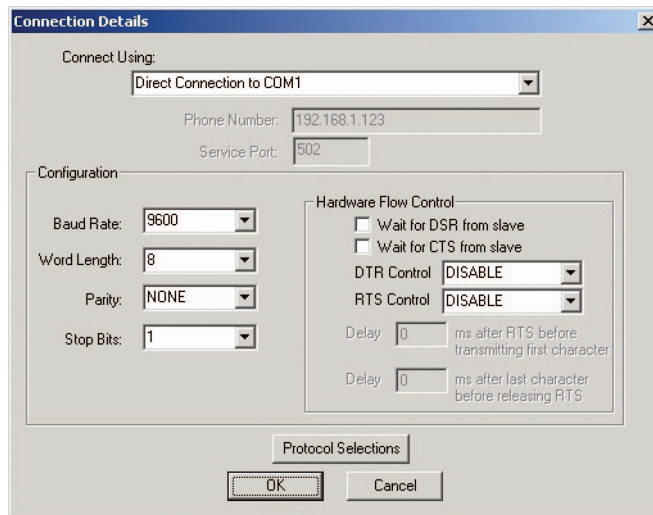 Connection Details
Connect Using:
Direct Connection to COM1
Phone Number: 192.168.1.123
Service Port: 502
Configuration
Baud Rate: 9600
Word Length: 8
Parity: NONE
Stop Bits: 1
Hardware Flow Control
Wait for DSR from slave
Wait for CTS from slave
DTR Control DISABLE
RTS Control DISABLE
Delay 0 ms after RTS before
transmitting first character
Delay 0 ms after last character
before releasing RTS
Protocol Selections
OK Cancel